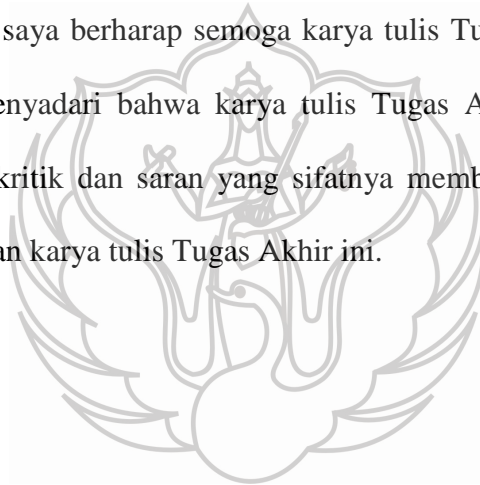 saya berharap semoga karya tulis Tu
enyadari bahwa karya tulis Tugas A
kritik dan saran yang sifatnya memb
an karya tulis Tugas Akhir ini.